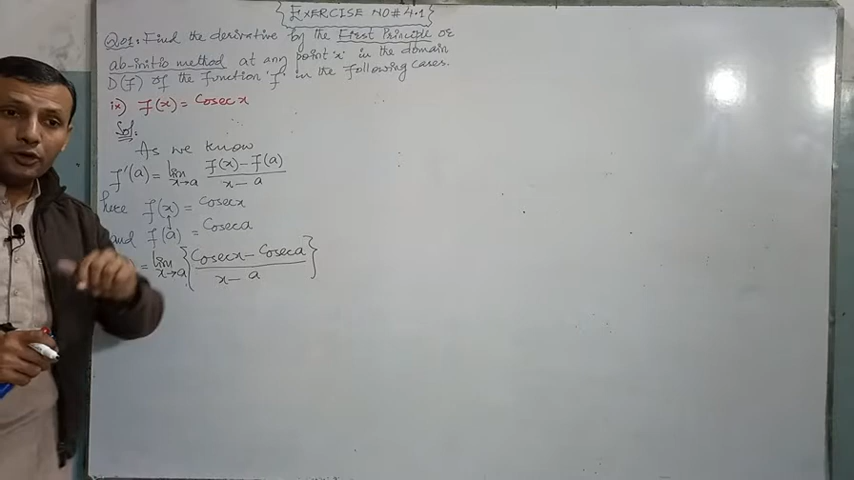 {EXERCISE NO# 4.1}
Q01: Find the derivative by the First Principle or
ab-initio method at any point 'x' in the domain
D(f) of the function 'f' in the following cases.
ix) f(x) = Cosec x
Sol:
As we know
f'(a) = lim x→a f(x) - f(a) / x - a
here f(x) = Cosec x
and f(a) = Cosec a
= lim x→a { Cosec x - Cosec a / x - a }